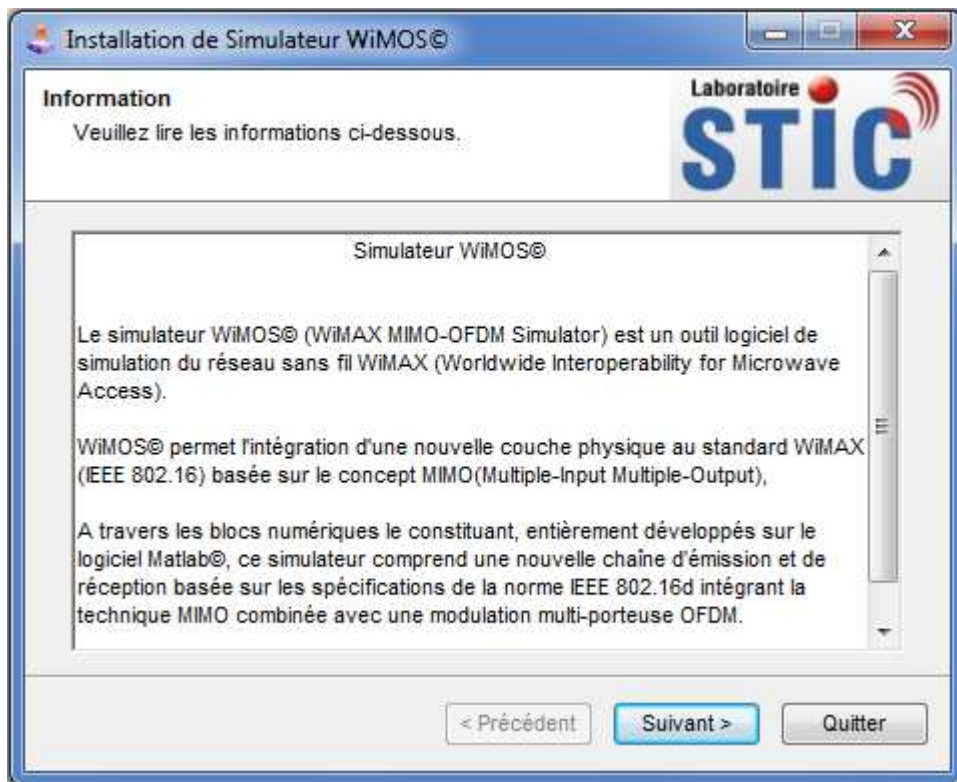 Installation de Simulateur WiMOS©
Information
Veuillez lire les informations ci-dessous.
Laboratoire
STIC
Simulateur WiMOS©
Le simulateur WiMOS© (WiMAX MIMO-OFDM Simulator) est un outil logiciel de
simulation du réseau sans fil WiMAX (Worldwide Interoperability for Microwave
Access).
WiMOS© permet l'intégration d'une nouvelle couche physique au standard WiMAX
(IEEE 802.16) basée sur le concept MIMO(Multiple-Input Multiple-Output),
A travers les blocs numériques le constituant, entièrement développés sur le
logiciel Matlab©, ce simulateur comprend une nouvelle chaîne d'émission et de
réception basée sur les spécifications de la norme IEEE 802.16d intégrant la
technique MIMO combinée avec une modulation multi-porteuse OFDM.
< Précédent
Suivant >
Quitter